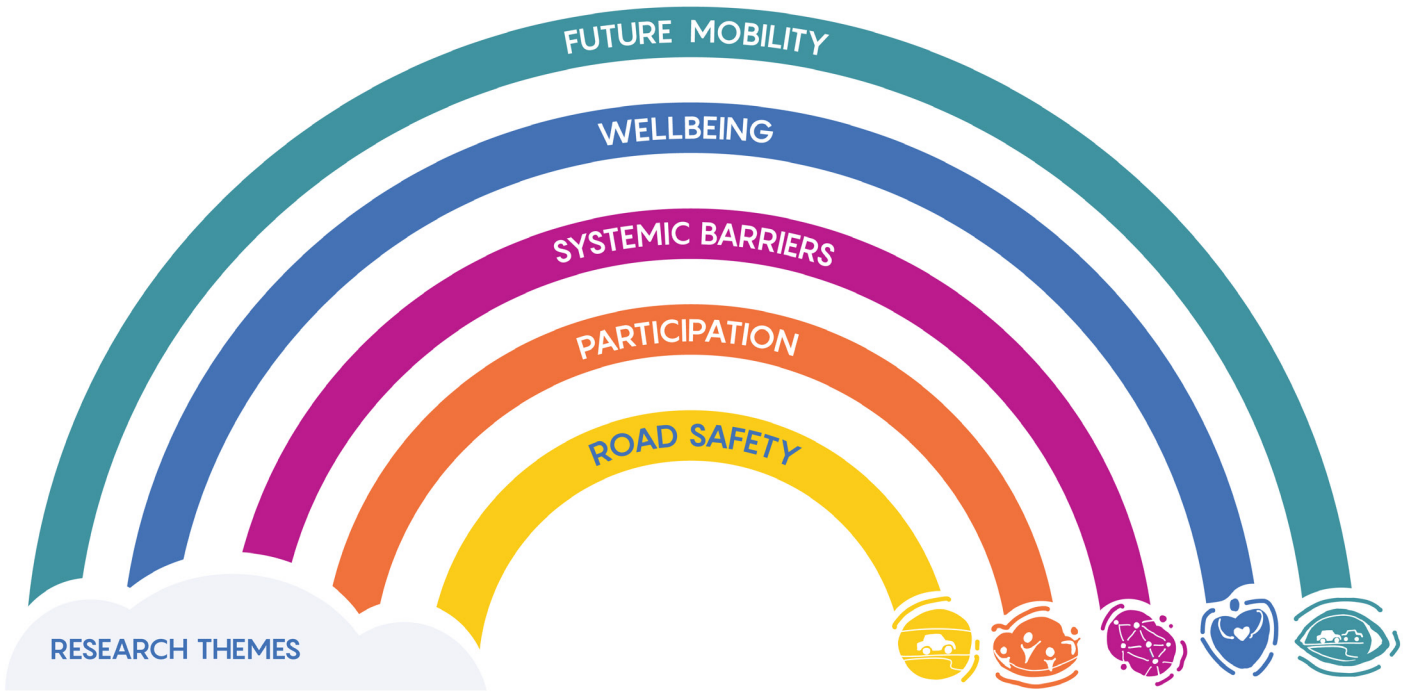 FUTURE MOBILITY
WELLBEING
SYSTEMIC BARRIERS
PARTICIPATION
ROAD SAFETY
RESEARCH THEMES